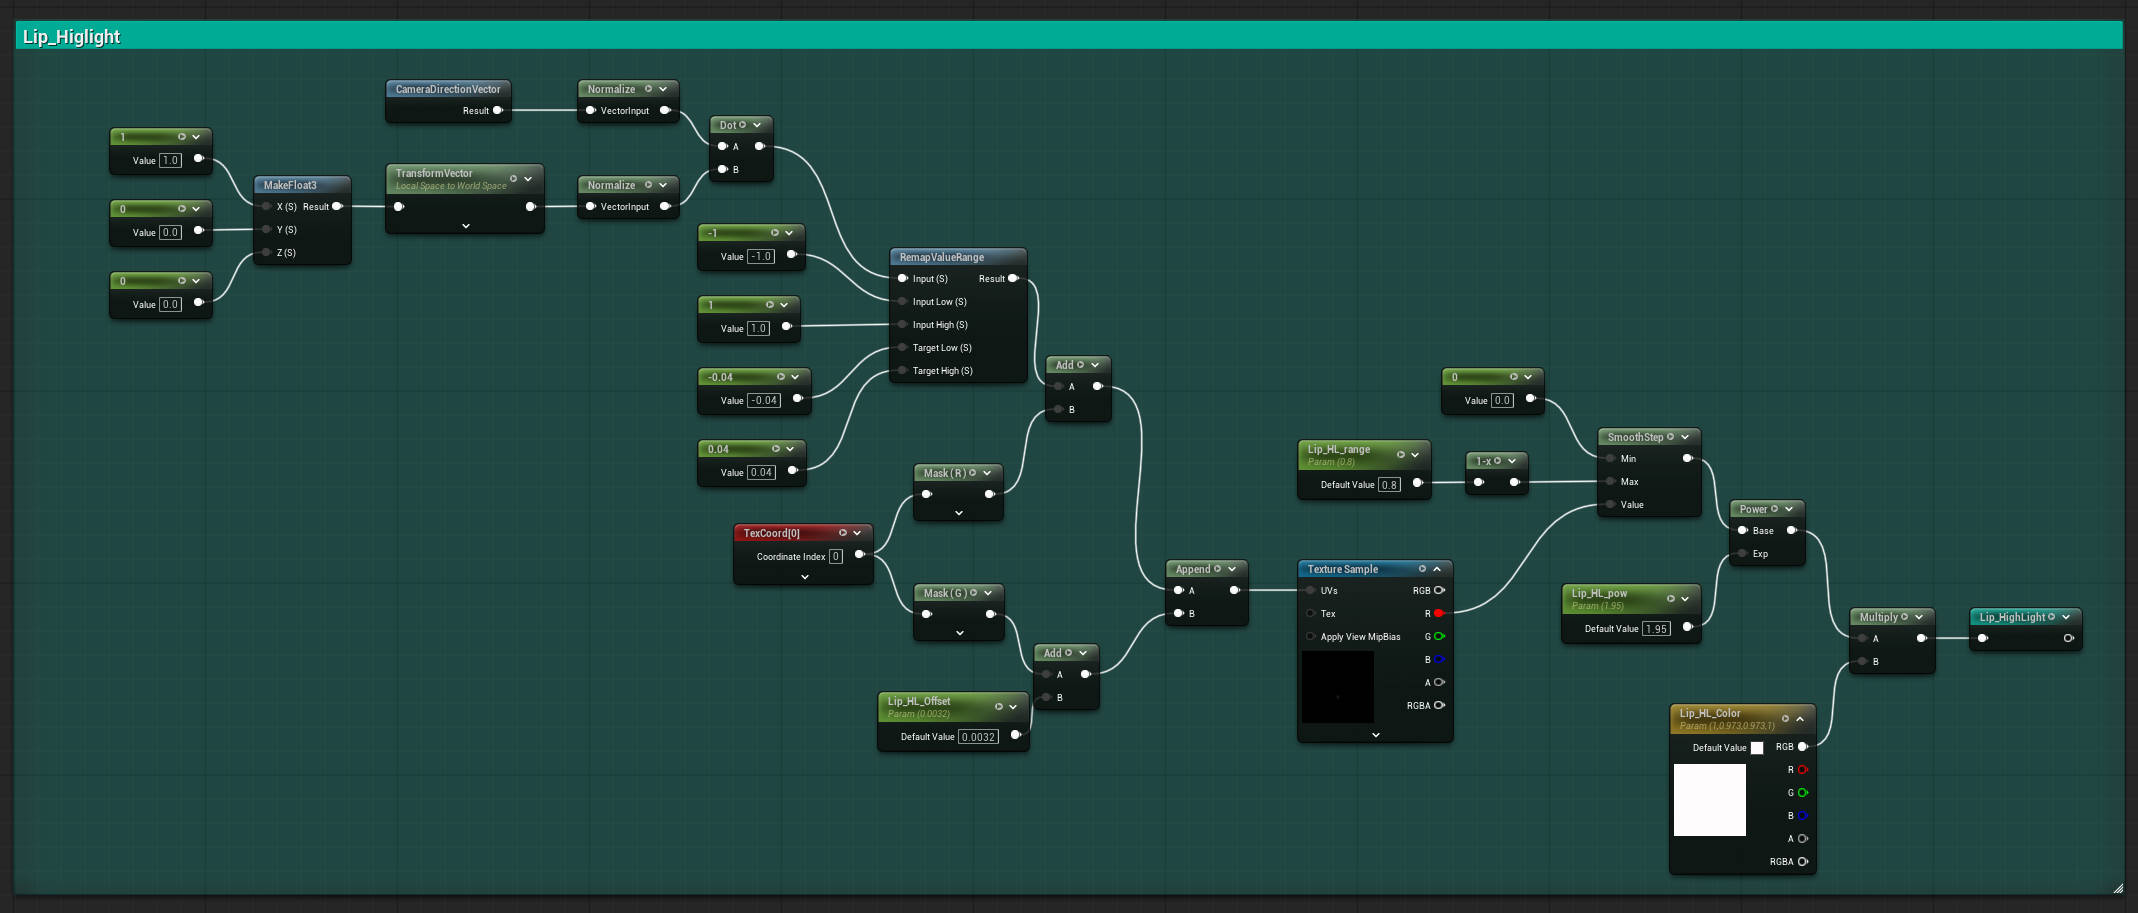 Lip_Higlight
CameraDirectionVector
Result
Normalize
VectorInput
Dot
A
B
1
Value 1.0
0
Value 0.0
0
Value 0.0
MakeFloat3
X (S) Result
Y (S)
Z (S)
TransformVector
Local Space to World Space
Normalize
VectorInput
-1
Value -1.0
1
Value 1.0
-0.04
Value -0.04
0.04
Value 0.04
RemapValueRange
Input (S) Result
Input Low (S)
Input High (S)
Target Low (S)
Target High (S)
Add
A
B
Mask ( R )
TexCoord[0]
Coordinate Index 0
Mask ( G )
Add
A
B
Lip_HL_Offset
Param (0.0032)
Default Value 0.0032
Append
A
B
Texture Sample
UVs RGB
Tex R
Apply View MipBias G
B
A
RGBA
Lip_HL_range
Param (0.8)
Default Value 0.8
1-x
0
Value 0.0
SmoothStep
Min
Max
Value
Power
Base
Exp
Lip_HL_pow
Param (1.95)
Default Value 1.95
Multiply
A
B
Lip_HighLight
Lip_HL_Color
Param (1,0.973,0.973,1)
Default Value RGB
R
G
B
A
RGBA